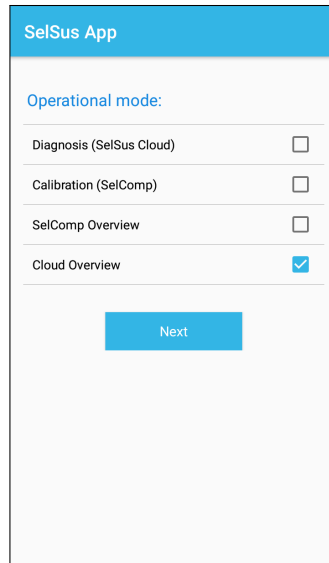 SelSus App
Operational mode:
Diagnosis (SelSus Cloud)
Calibration (SelComp)
SelComp Overview
Cloud Overview
Next